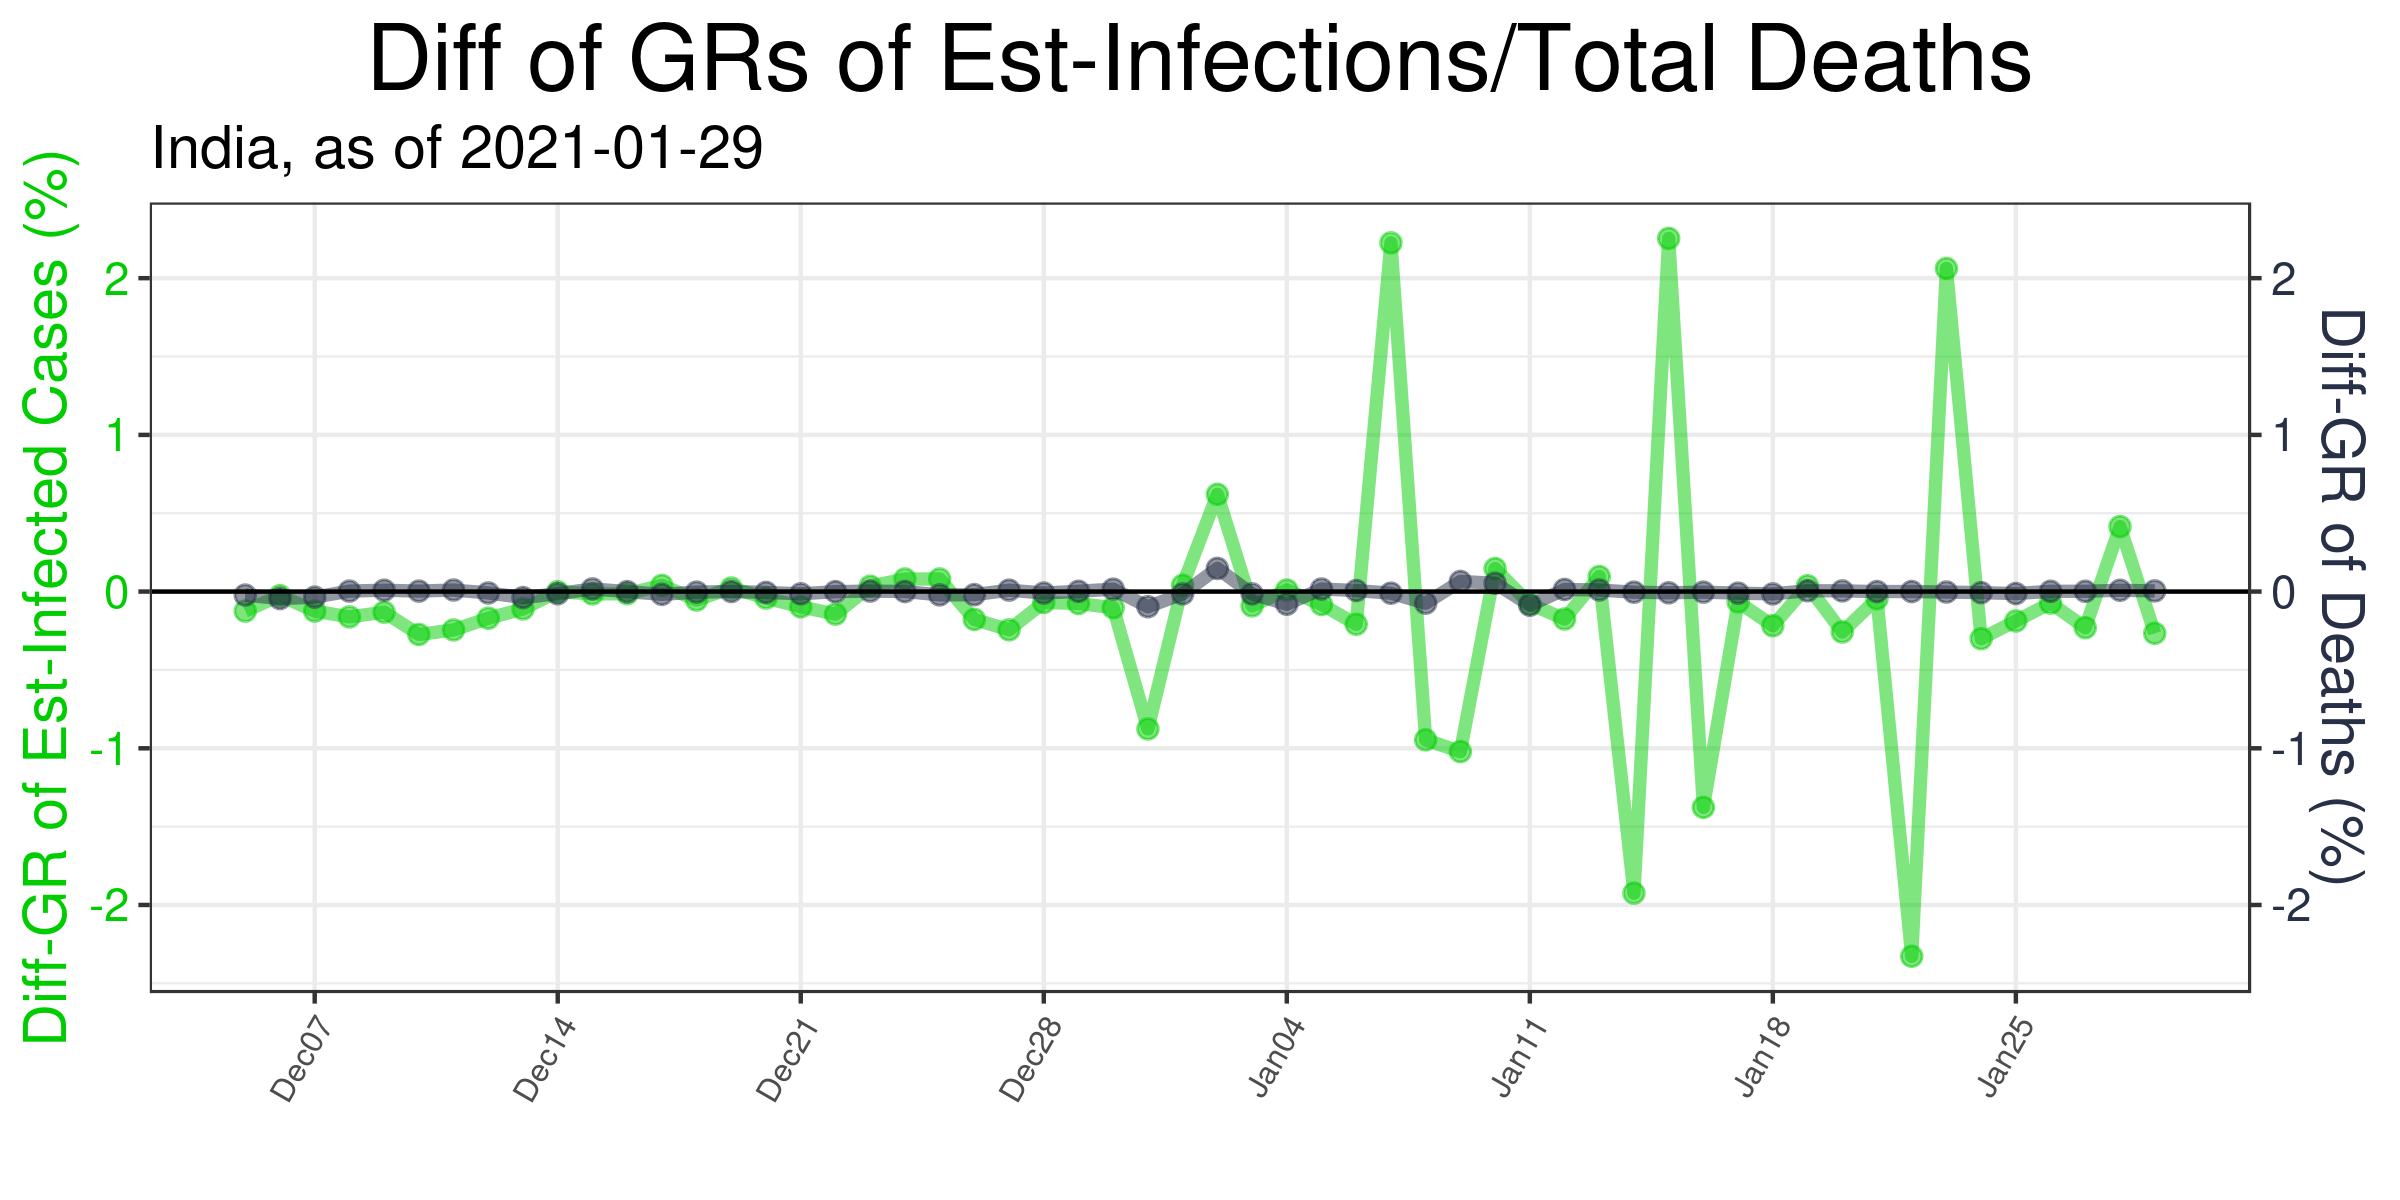 Diff of GRs of Est-Infections/Total Deaths
India, as of 2021-01-29
Diff-GR of Est-Infected Cases (%)
2
1
0
-1
-2
2
1
0
-1
-2
Diff-GR of Deaths (%)
Dec07
Dec14
Dec21
Dec28
Jan04
Jan11
Jan18
Jan25